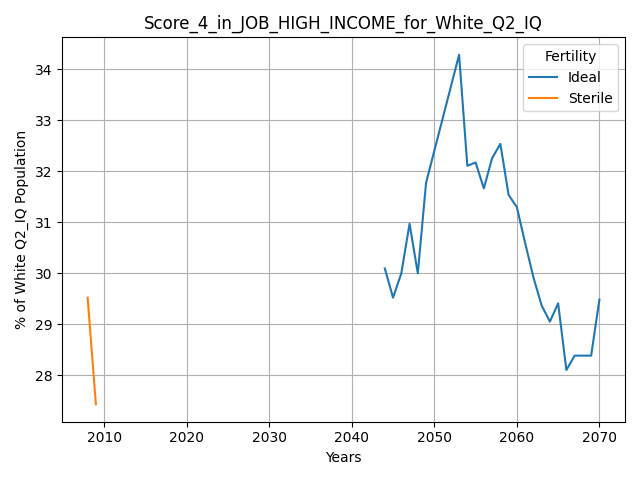 Score_4_in_JOB_HIGH_INCOME_for_White_Q2_IQ
Fertility
Ideal
Sterile
% of White Q2_IQ Population
34
33
32
31
30
29
28
2010
2020
2030
2040
2050
2060
2070
Years